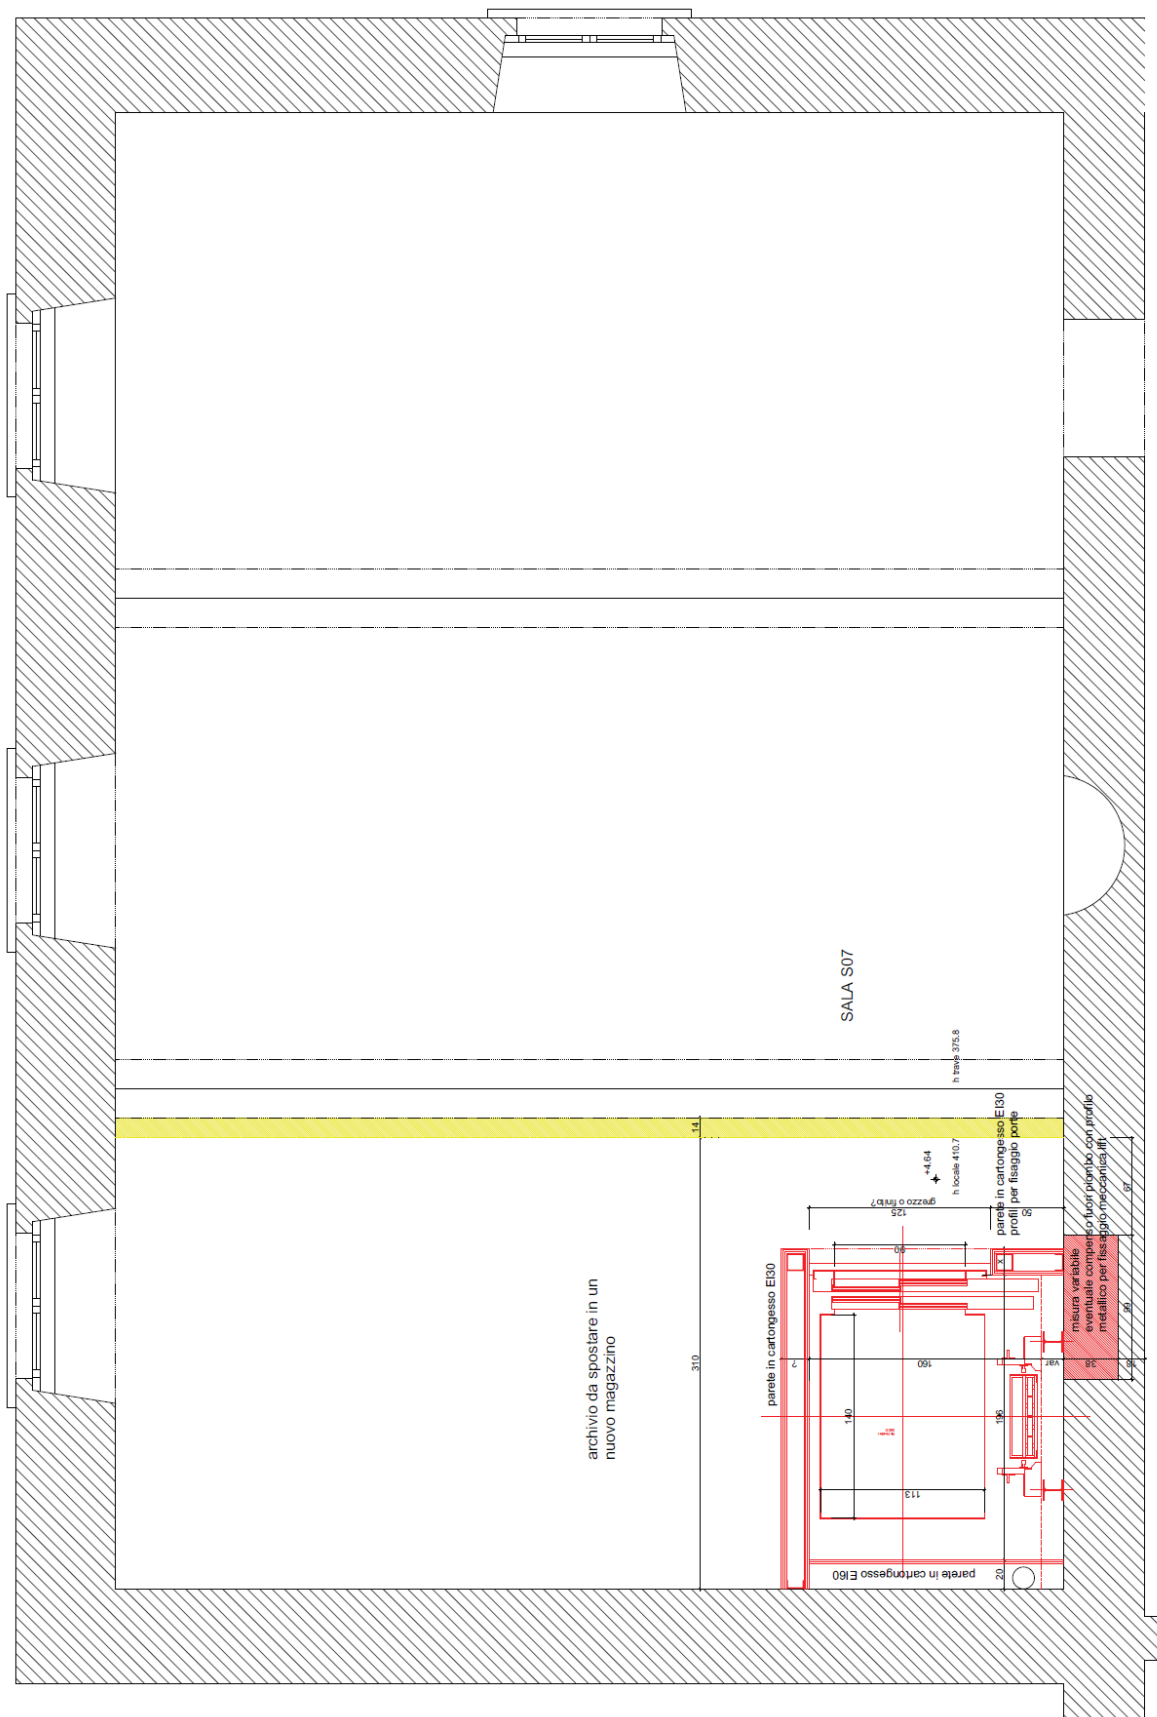 SALA S07
h trave 375.8
14
+4.64
h locale 410.7
parete in cartongesso EI30
profili per fisaggio porte
misura variabile
eventuale compenso fuori piombo con profilo
metallico per fissaggio meccanica lift
67
grezzo o finito?
125
50
90
x
parete in cartongesso EI30
archivio da spostare in un
nuovo magazzino
310
?
160
var
38
18
99
140
196
113
parete in cartongesso EI60
20